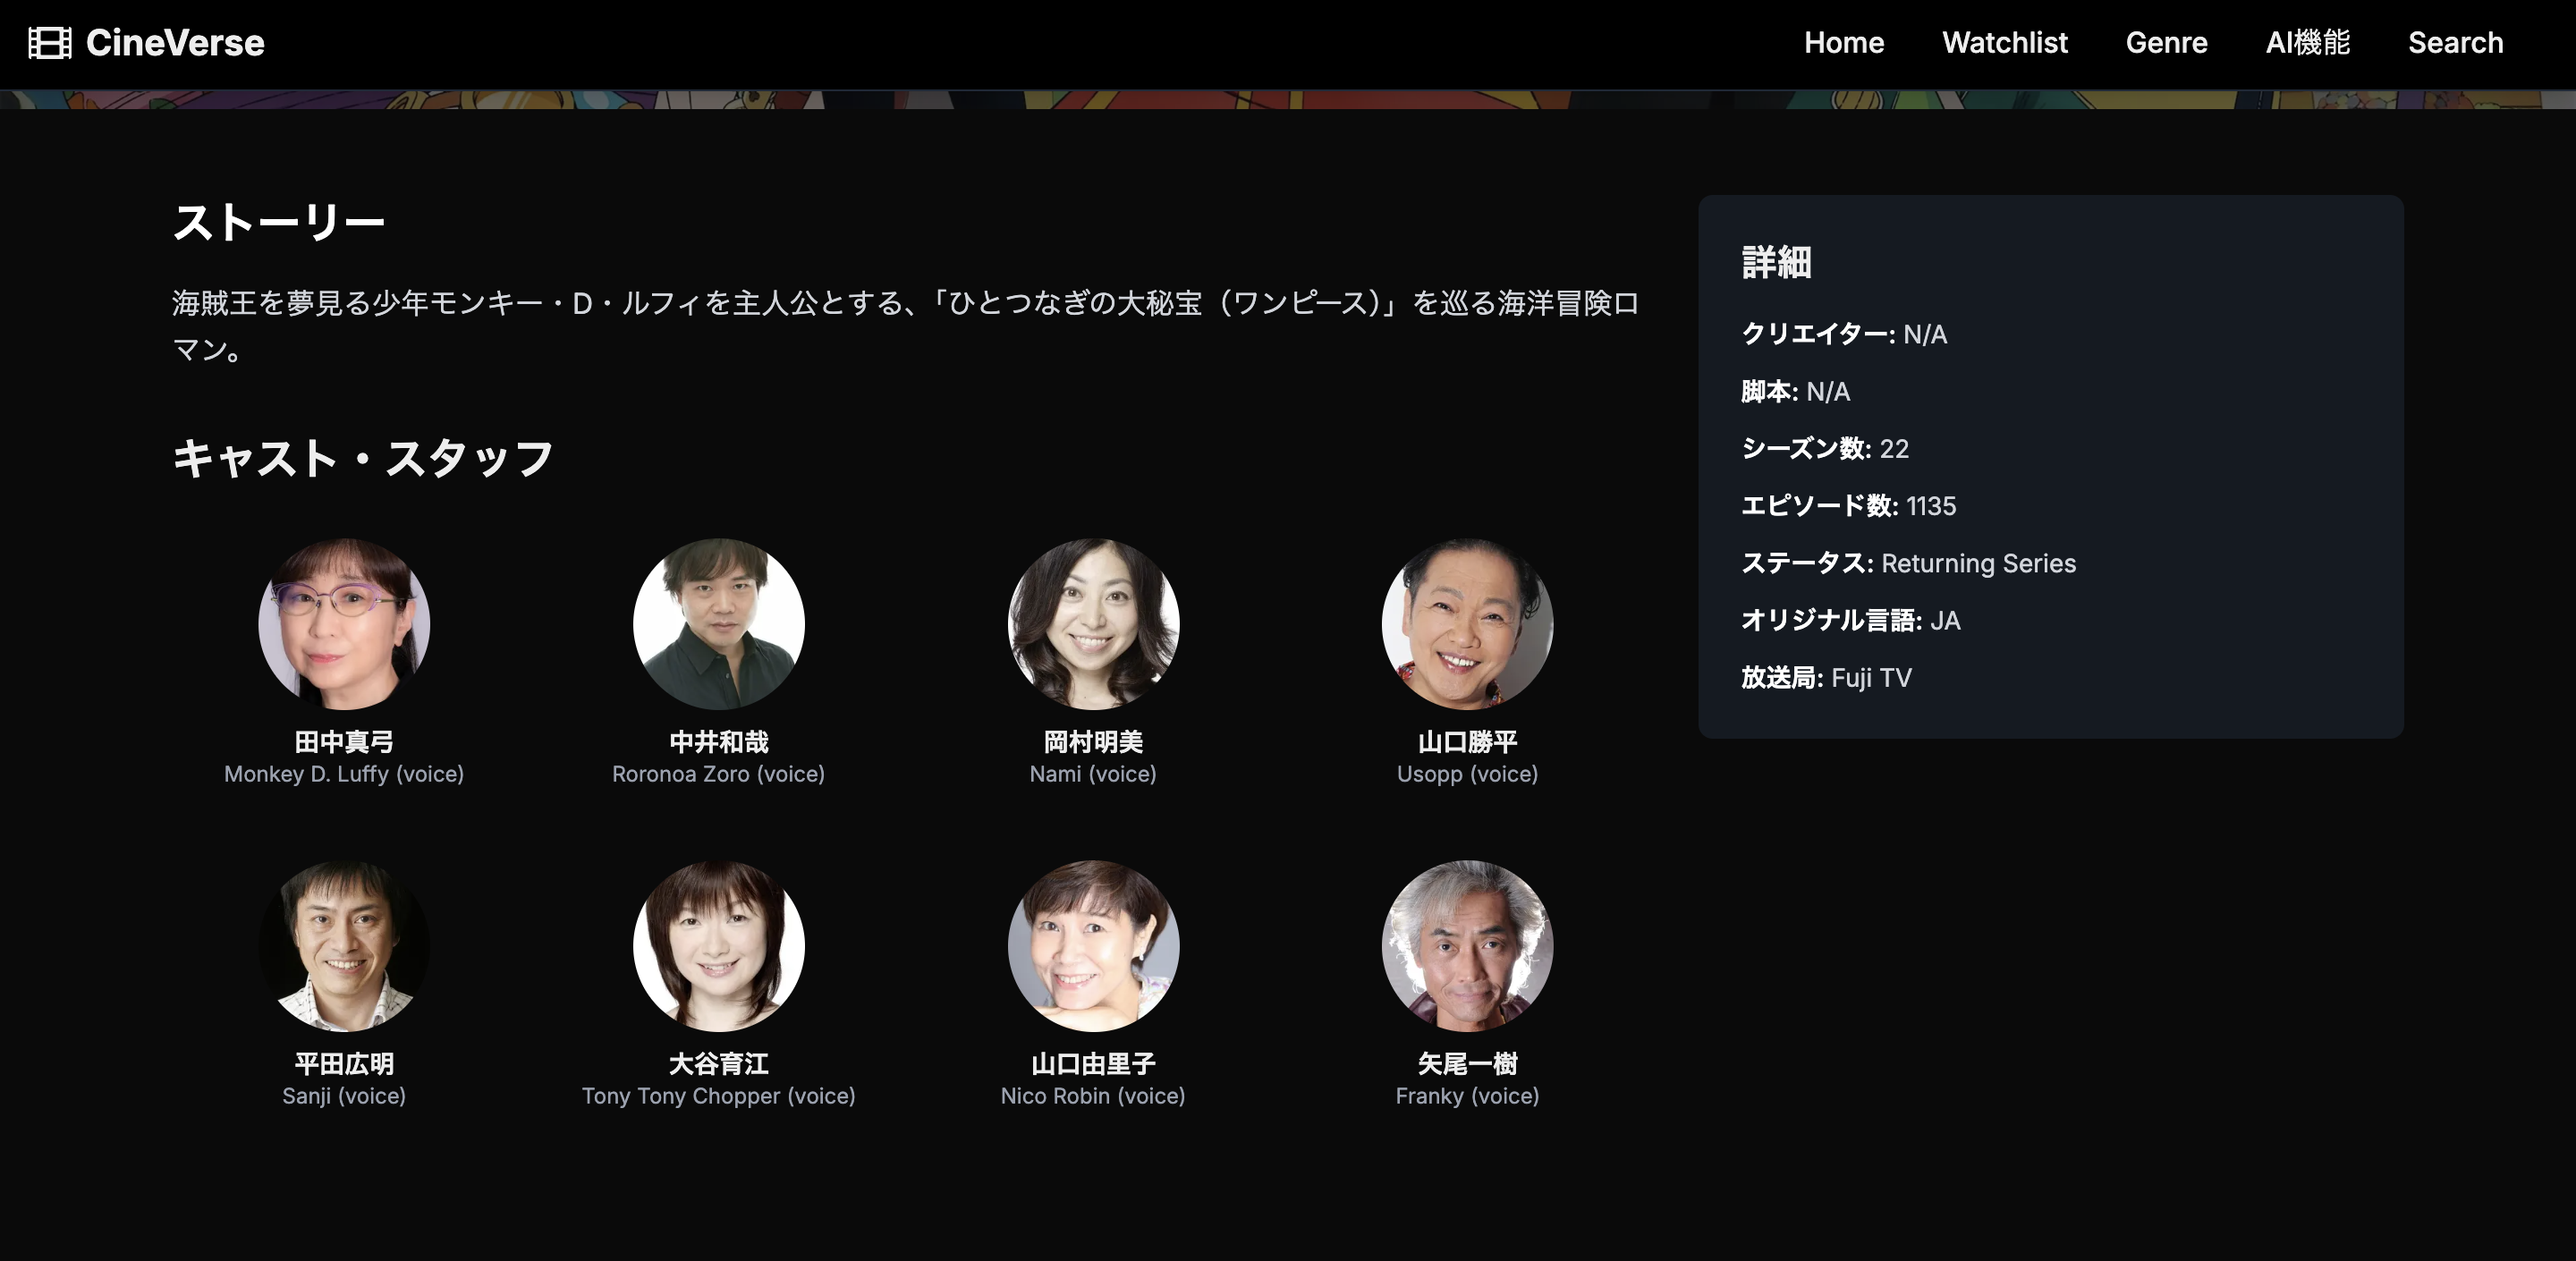 CineVerse
Home Watchlist Genre AI機能 Search
ストーリー
海賊王を夢見る少年モンキー・D・ルフィを主人公とする、「ひとつなぎの大秘宝（ワンピース）」を巡る海洋冒険ロ
マン。
キャスト・スタッフ
田中真弓
Monkey D. Luffy (voice)
中井和哉
Roronoa Zoro (voice)
岡村明美
Nami (voice)
山口勝平
Usopp (voice)
平田広明
Sanji (voice)
大谷育江
Tony Tony Chopper (voice)
山口由里子
Nico Robin (voice)
矢尾一樹
Franky (voice)
詳細
クリエイター: N/A
脚本: N/A
シーズン数: 22
エピソード数: 1135
ステータス: Returning Series
オリジナル言語: JA
放送局: Fuji TV